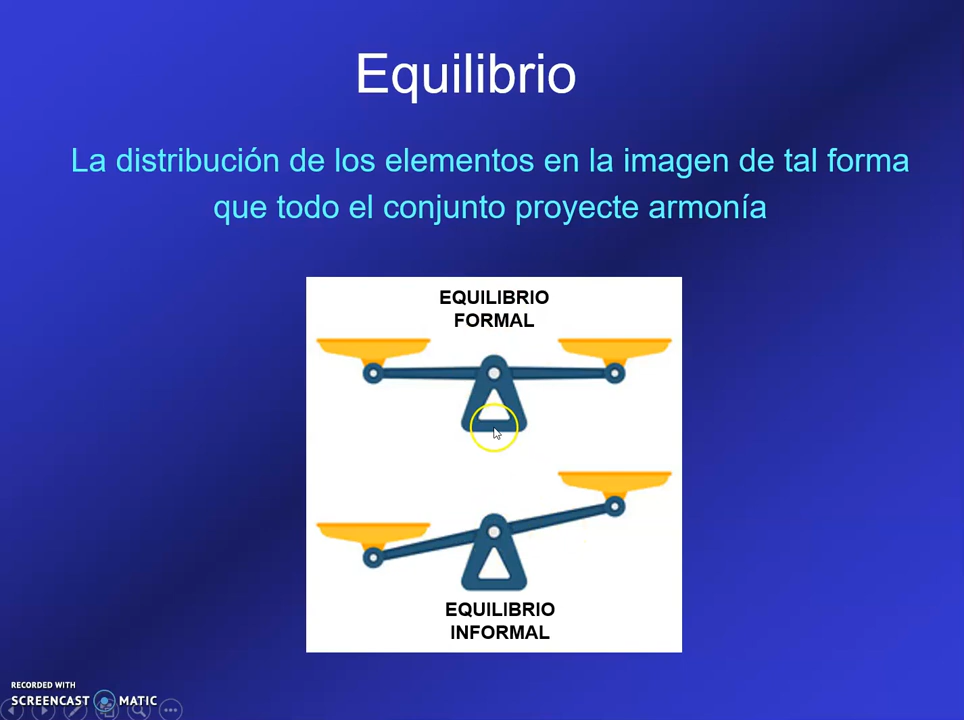 Equilibrio
La distribución de los elementos en la imagen de tal forma
que todo el conjunto proyecte armonía
EQUILIBRIO
FORMAL
EQUILIBRIO
INFORMAL
RECORDED WITH
SCREENCAST MATIC